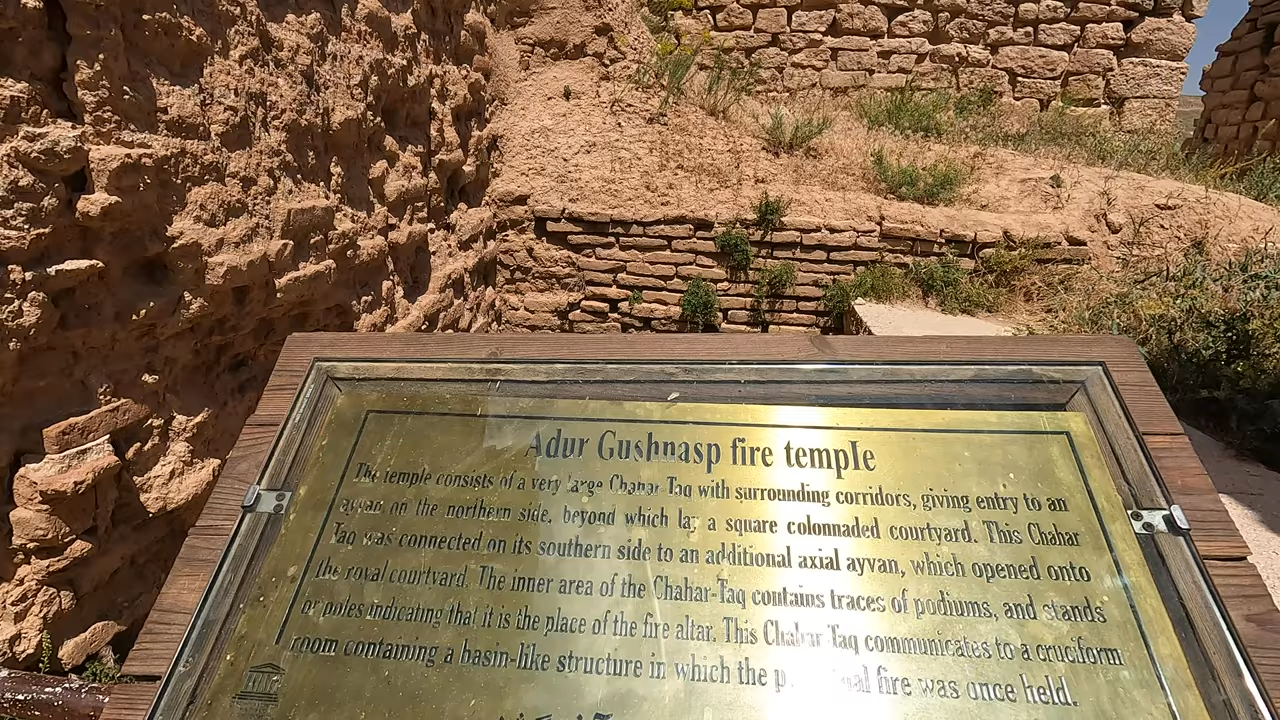 Adur Gushnasp fire temple
The temple consists of a very large Chahar Taq with surrounding corridors, giving entry to an
ayvan on the northern side, beyond which lay a square colonnaded courtyard. This Chahar
Taq was connected on its southern side to an additional axial ayvan, which opened onto
the royal courtyard. The inner area of the Chahar-Taq contains traces of podiums, and stands
or poles indicating that it is the place of the fire altar. This Chahar Taq communicates to a cruciform
room containing a basin-like structure in which the fire was once held.